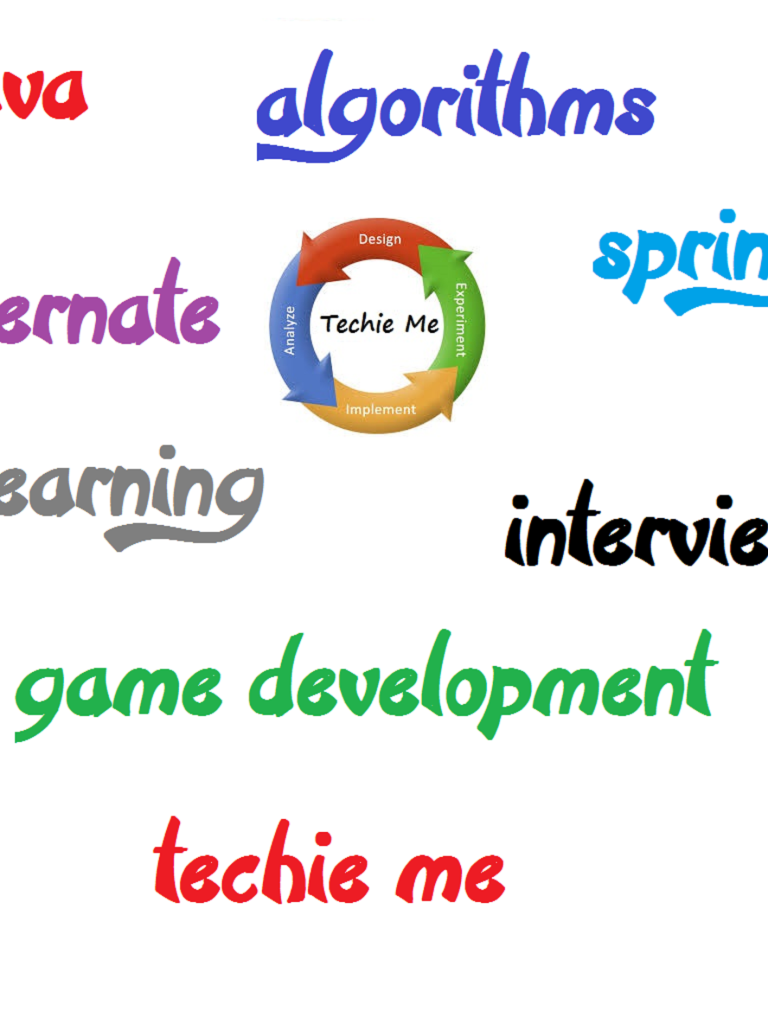 va
algorithms
sprin
ernate
Design
Experiment
Analyze
Techie Me
Implement
earning
intervie
game development
techie me